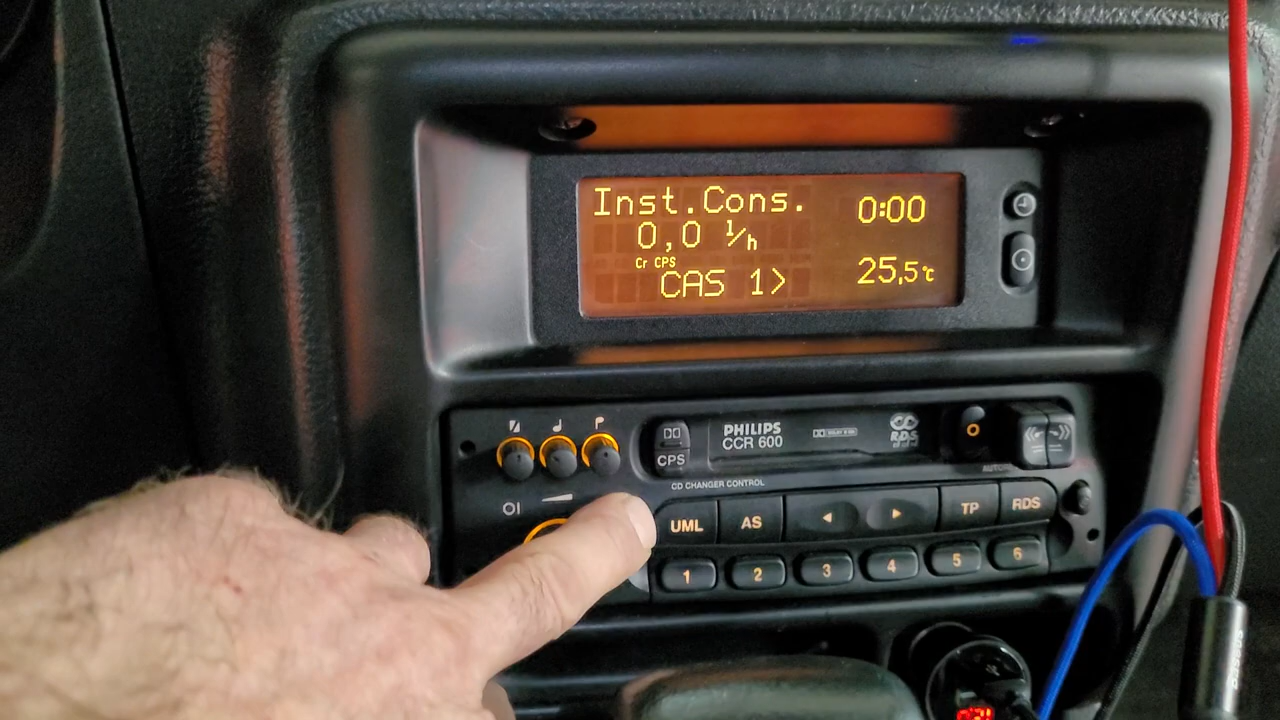 Inst.Cons.
0:00
0,0 l/h
Cr CPS
CAS 1>
25,5°C
PHILIPS
CCR 600
CPS
RDS
CD CHANGER CONTROL
UML
AS
TP
RDS
1
2
3
4
5
6